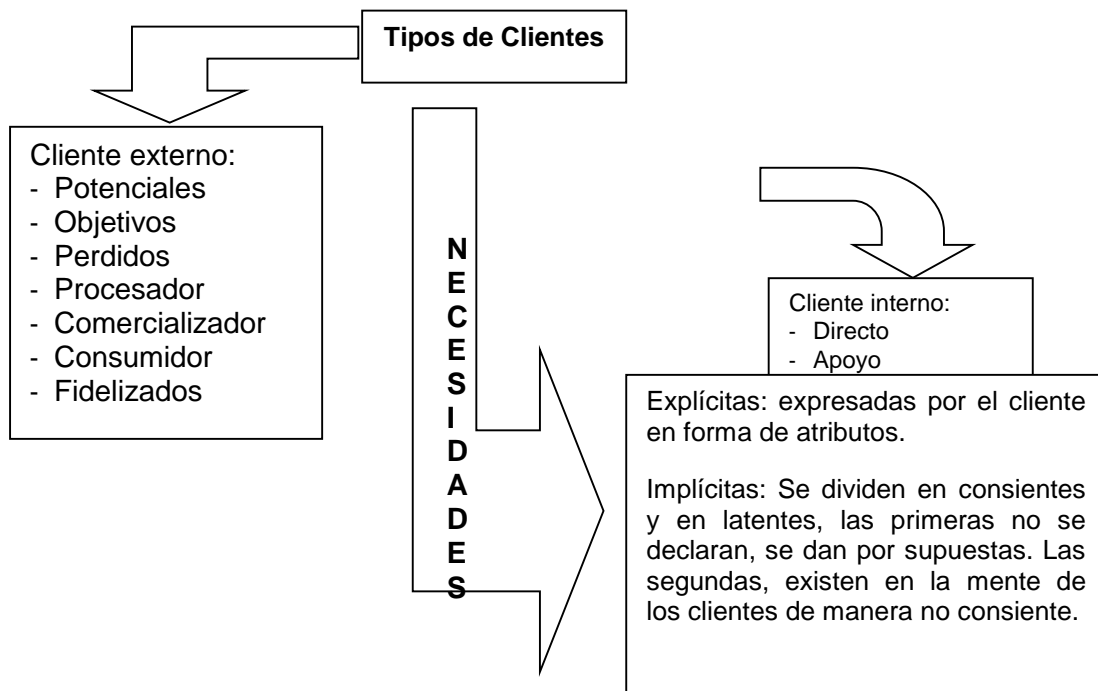 Tipos de Clientes
Cliente externo:
- Potenciales
- Objetivos
- Perdidos
- Procesador
- Comercializador
- Consumidor
- Fidelizados
NECESIDADES
Cliente interno:
- Directo
- Apoyo
Explícitas: expresadas por el cliente
en forma de atributos.
Implícitas: Se dividen en consientes
y en latentes, las primeras no se
declaran, se dan por supuestas. Las
segundas, existen en la mente de
los clientes de manera no consiente.